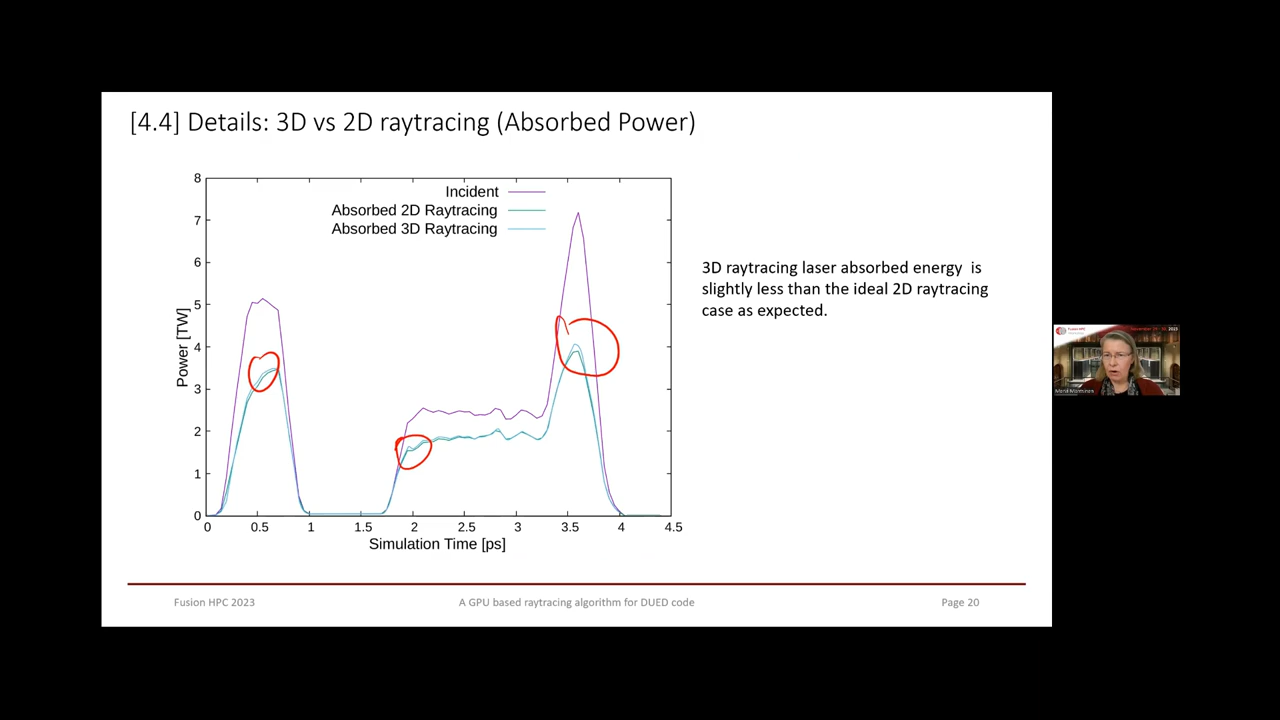 [4.4] Details: 3D vs 2D raytracing (Absorbed Power)
8
7
6
5
4
3
2
1
0
Power [TW]
Incident
Absorbed 2D Raytracing
Absorbed 3D Raytracing
0 0.5 1 1.5 2 2.5 3 3.5 4 4.5
Simulation Time [ps]
3D raytracing laser absorbed energy is
slightly less than the ideal 2D raytracing
case as expected.
Fusion HPC 2023
A GPU based raytracing algorithm for DUED code
Page 20
Fusion HPC
2023